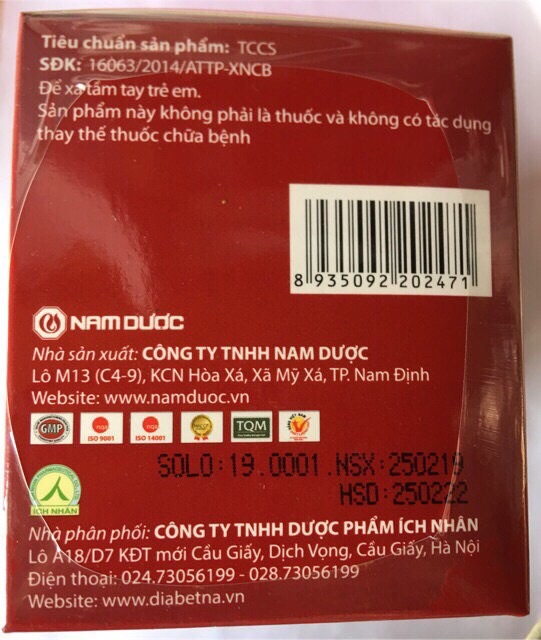 Tiêu chuẩn sản phẩm: TCCS
SĐK: 16063/2014/ATTP-XNCB
Để xa tầm tay trẻ em.
Sản phẩm này không phải là thuốc và không có tác dụng
thay thế thuốc chữa bệnh
8 935092 202471
NAM DƯỢC
Nhà sản xuất: CÔNG TY TNHH NAM DƯỢC
Lô M13 (C4-9), KCN Hòa Xá, Xã Mỹ Xá, TP. Nam Định
Website: www.namduoc.vn
GMP
ISO 9001
ISO 14001
TQM
SOLO:19.0001.NSX:250219
HSD:250222
ÍCH NHÂN
Nhà phân phối: CÔNG TY TNHH DƯỢC PHẨM ÍCH NHÂN
Lô A18/D7 KĐT mới Cầu Giấy, Dịch Vọng, Cầu Giấy, Hà Nội
Điện thoại: 024.73056199 - 028.73056199
Website: www.diabetna.vn